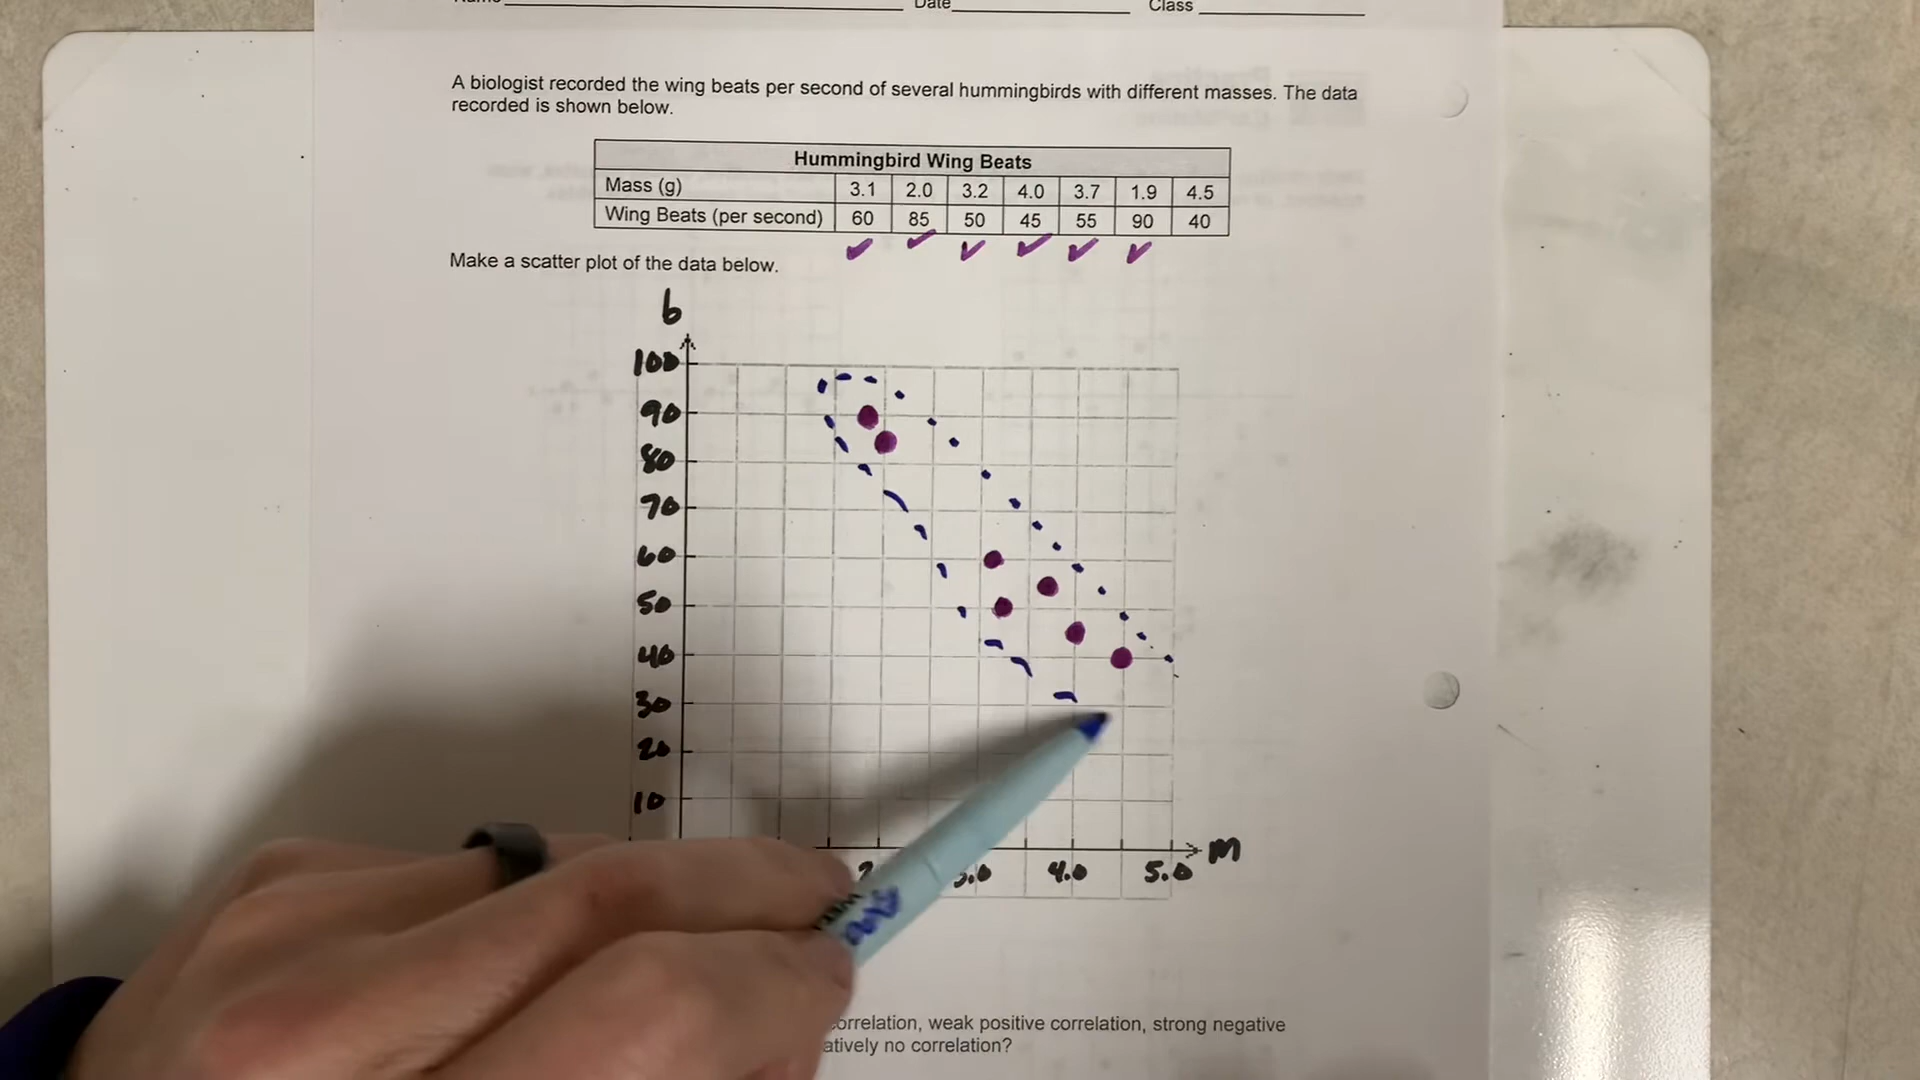 Name Date Class
A biologist recorded the wing beats per second of several hummingbirds with different masses. The data
recorded is shown below.
Hummingbird Wing Beats
Mass (g) 3.1 2.0 3.2 4.0 3.7 1.9 4.5
Wing Beats (per second) 60 85 50 45 55 90 40
Make a scatter plot of the data below.
b
100
90
80
70
60
50
40
30
20
10
m
4.0 5.0
correlation, weak positive correlation, strong negative
no correlation?